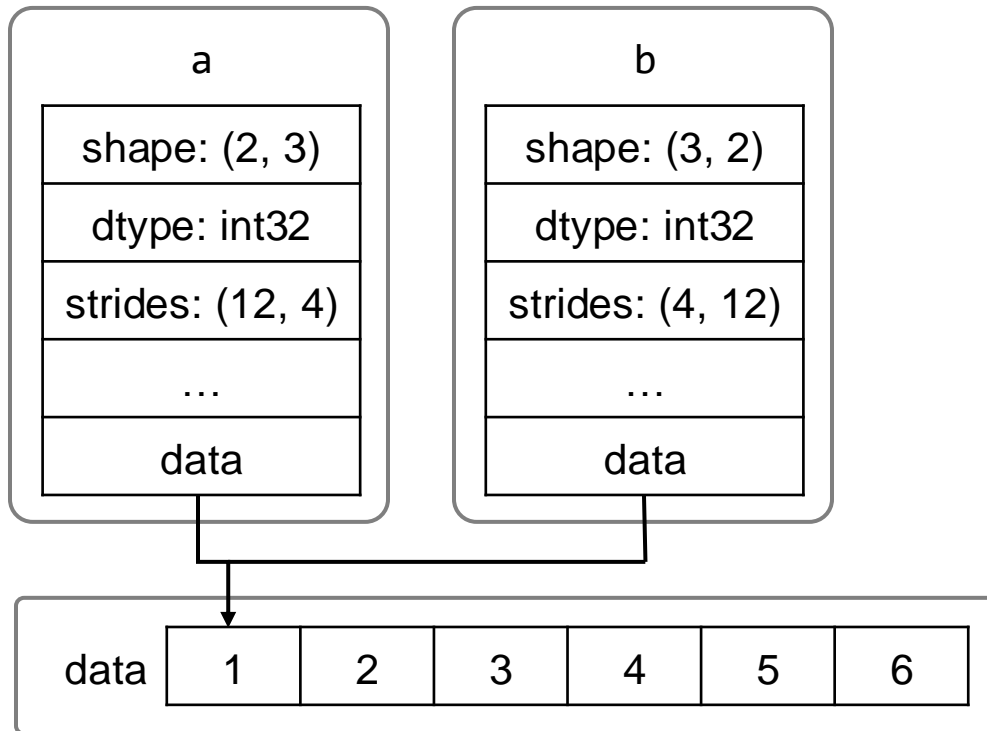 a
shape: (2, 3)
dtype: int32
strides: (12, 4)
…
data
b
shape: (3, 2)
dtype: int32
strides: (4, 12)
…
data
data 1 2 3 4 5 6